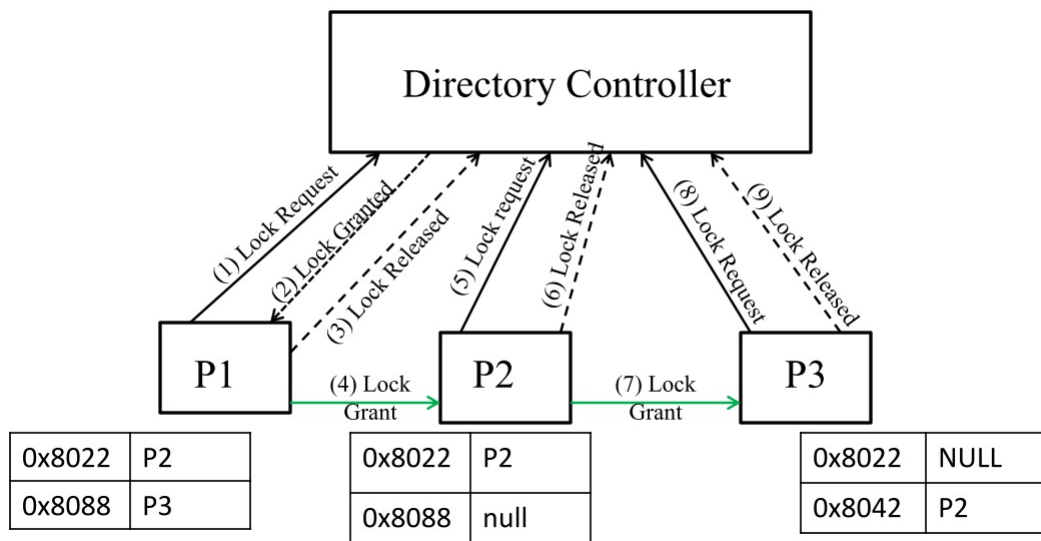 Directory Controller
(1) Lock Request
(2) Lock Granted
(3) Lock Released
(5) Lock request
(6) Lock Released
(8) Lock Request
(9) Lock Released
P1
(4) Lock
Grant
P2
(7) Lock
Grant
P3
0x8022 P2
0x8088 P3
0x8022 P2
0x8088 null
0x8022 NULL
0x8042 P2